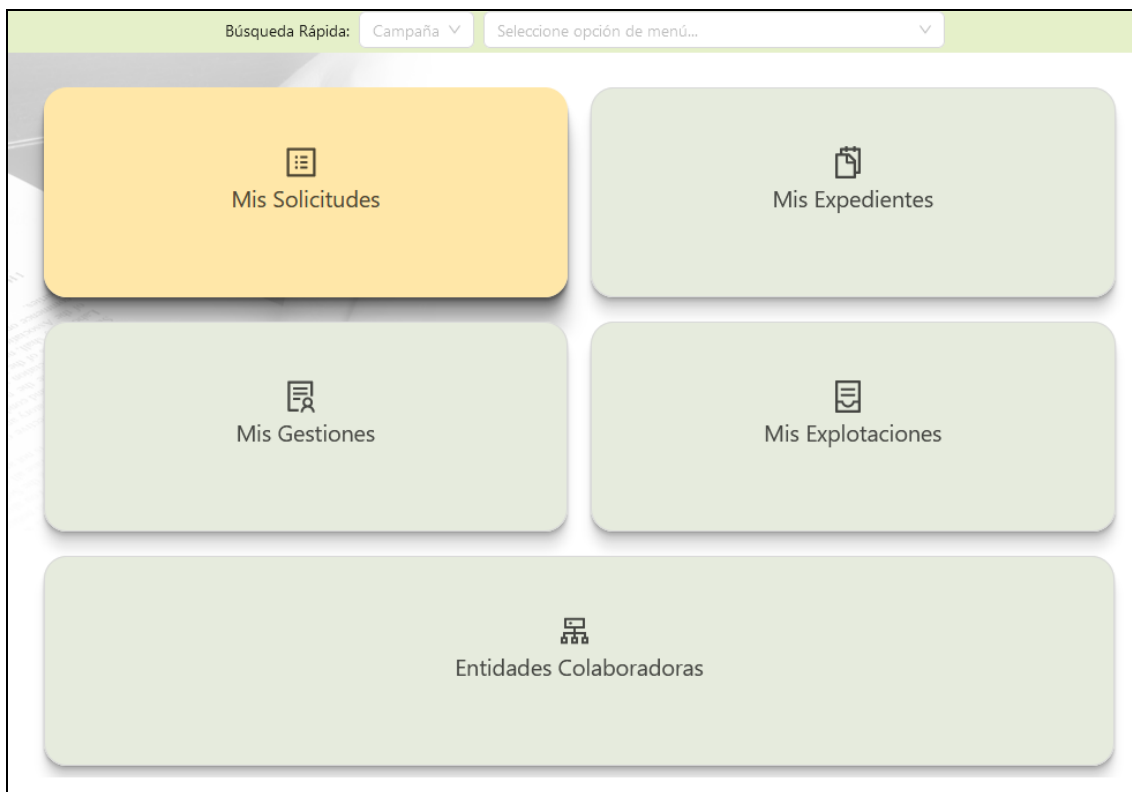 Búsqueda Rápida: Campaña Seleccione opción de menú...
Mis Solicitudes
Mis Expedientes
Mis Gestiones
Mis Explotaciones
Entidades Colaboradoras